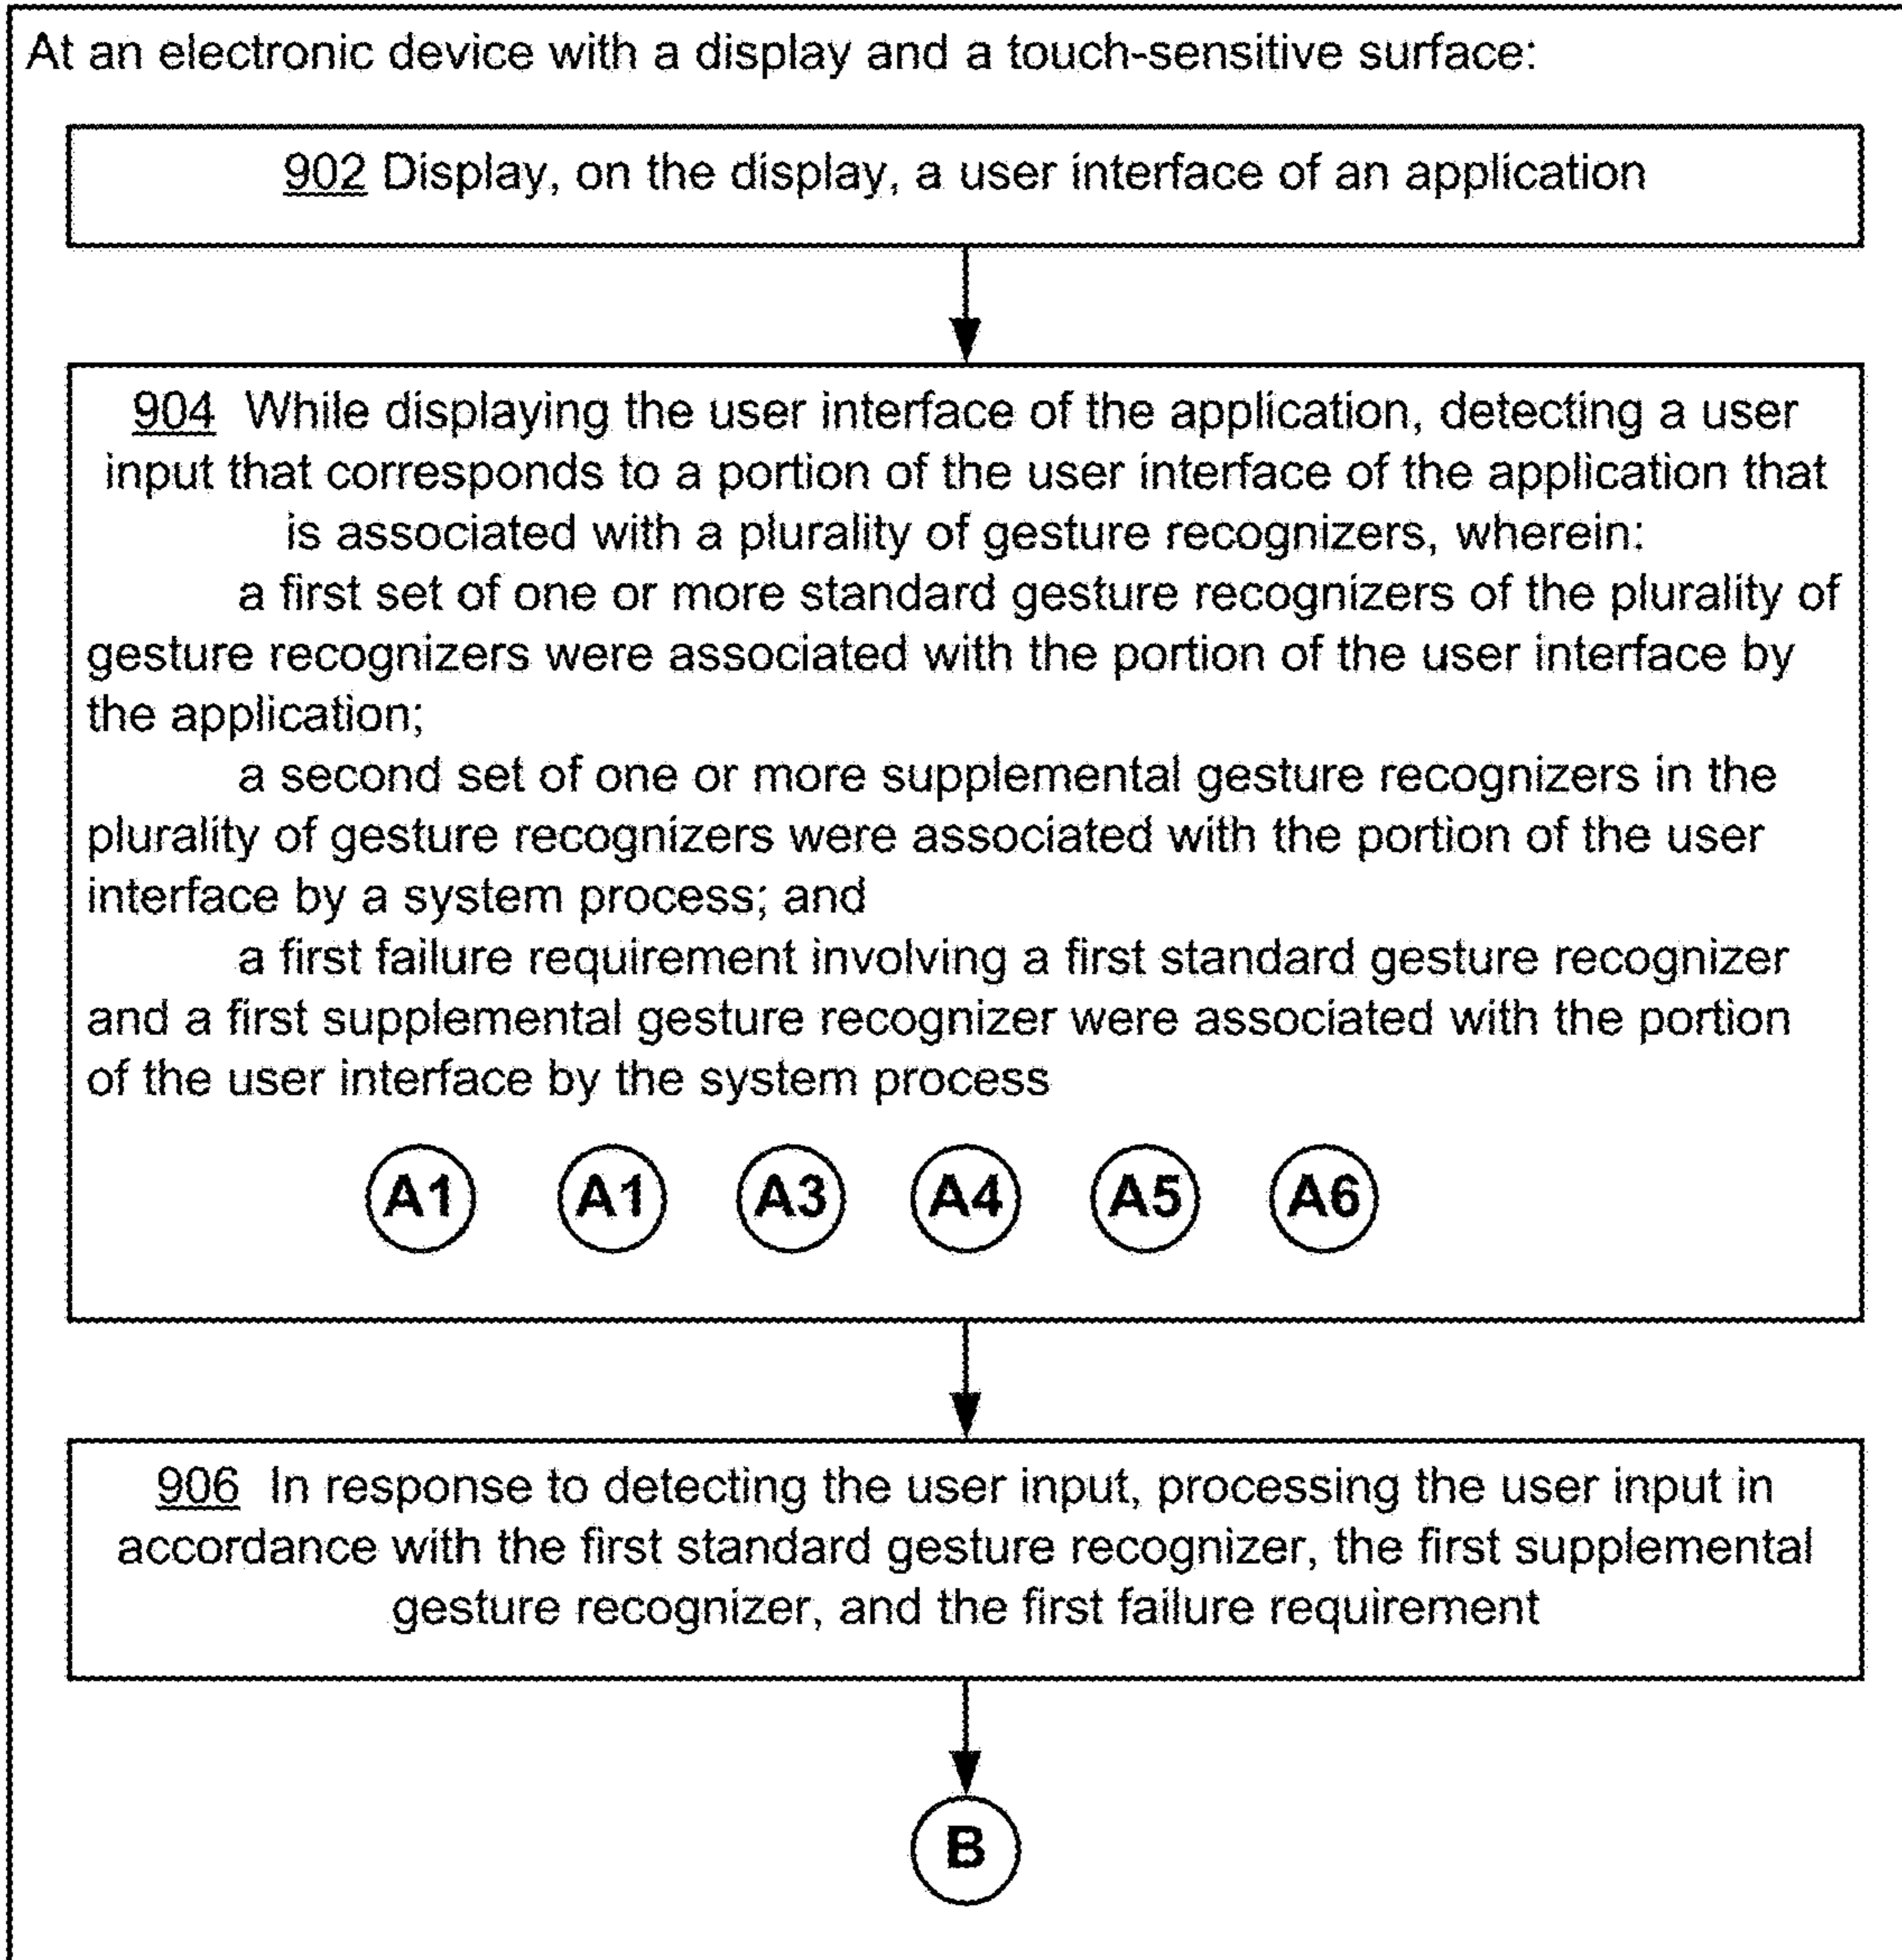 At an electronic device with a display and a touch-sensitive surface:
902 Display, on the display, a user interface of an application
904 While displaying the user interface of the application, detecting a user
input that corresponds to a portion of the user interface of the application that
is associated with a plurality of gesture recognizers, wherein:
a first set of one or more standard gesture recognizers of the plurality of
gesture recognizers were associated with the portion of the user interface by
the application;
a second set of one or more supplemental gesture recognizers in the
plurality of gesture recognizers were associated with the portion of the user
interface by a system process; and
a first failure requirement involving a first standard gesture recognizer
and a first supplemental gesture recognizer were associated with the portion
of the user interface by the system process
A1 A1 A3 A4 A5 A6
906 In response to detecting the user input, processing the user input in
accordance with the first standard gesture recognizer, the first supplemental
gesture recognizer, and the first failure requirement
B